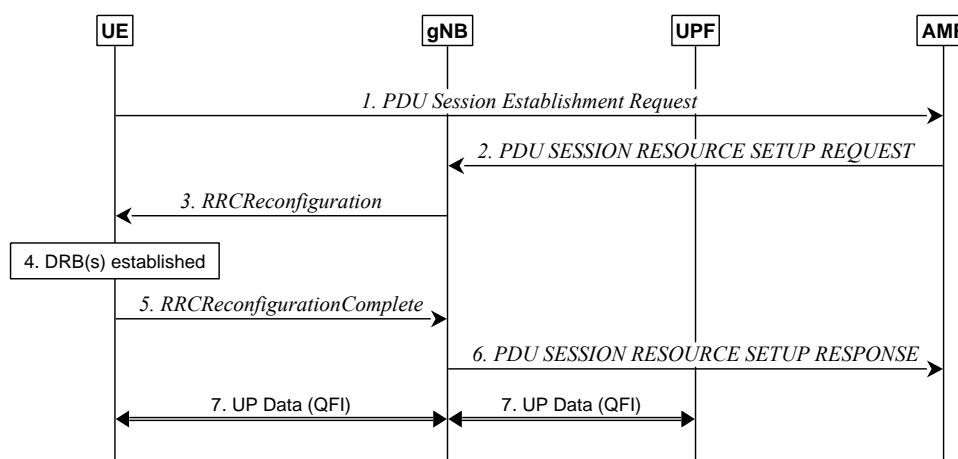 UE gNB UPF AMF
1. PDU Session Establishment Request
2. PDU SESSION RESOURCE SETUP REQUEST
3. RRCReconfiguration
4. DRB(s) established
5. RRCReconfigurationComplete
6. PDU SESSION RESOURCE SETUP RESPONSE
7. UP Data (QFI) 7. UP Data (QFI)